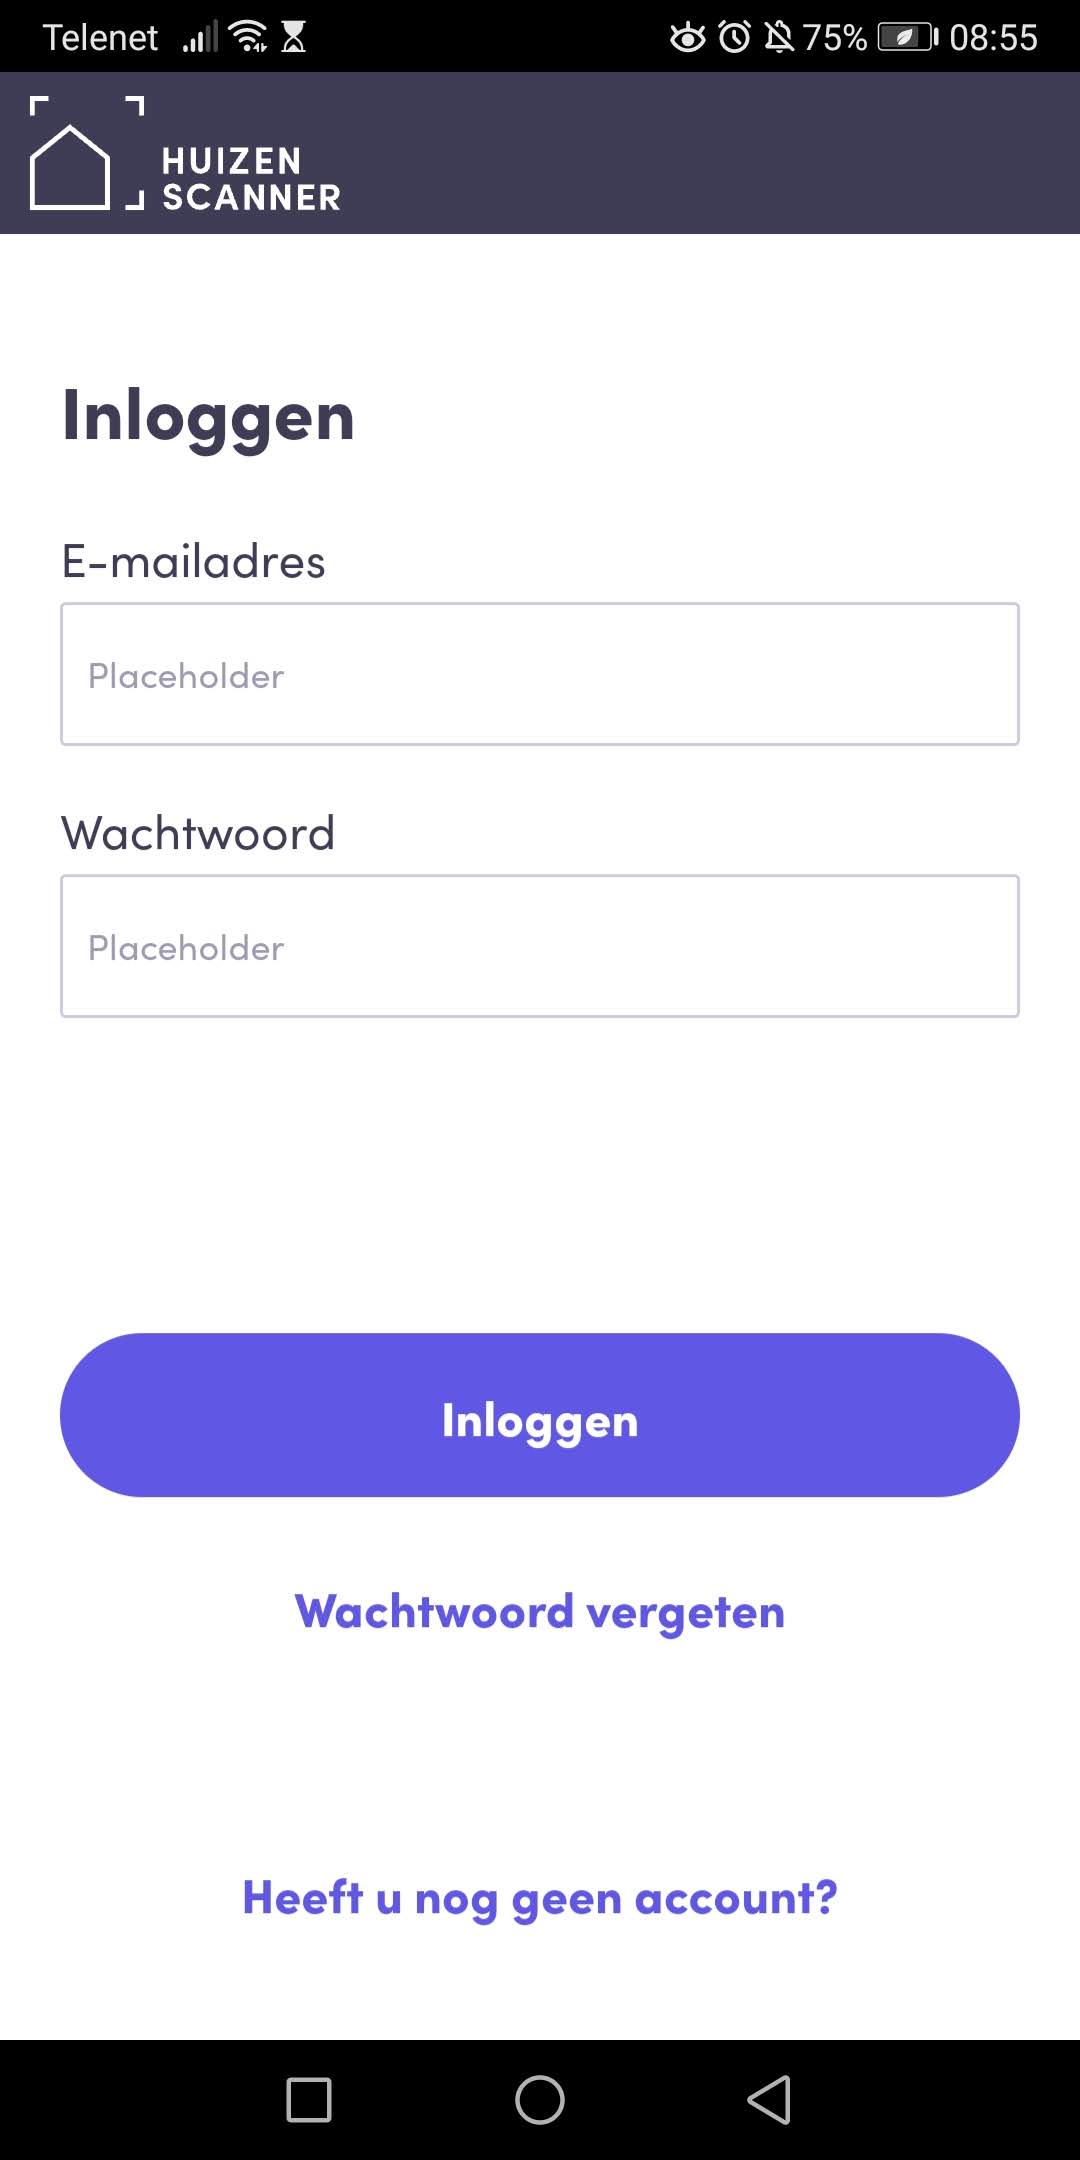 Telenet 75% 08:55
HUIZEN
SCANNER
Inloggen
E-mailadres
Placeholder
Wachtwoord
Placeholder
Inloggen
Wachtwoord vergeten
Heeft u nog geen account?